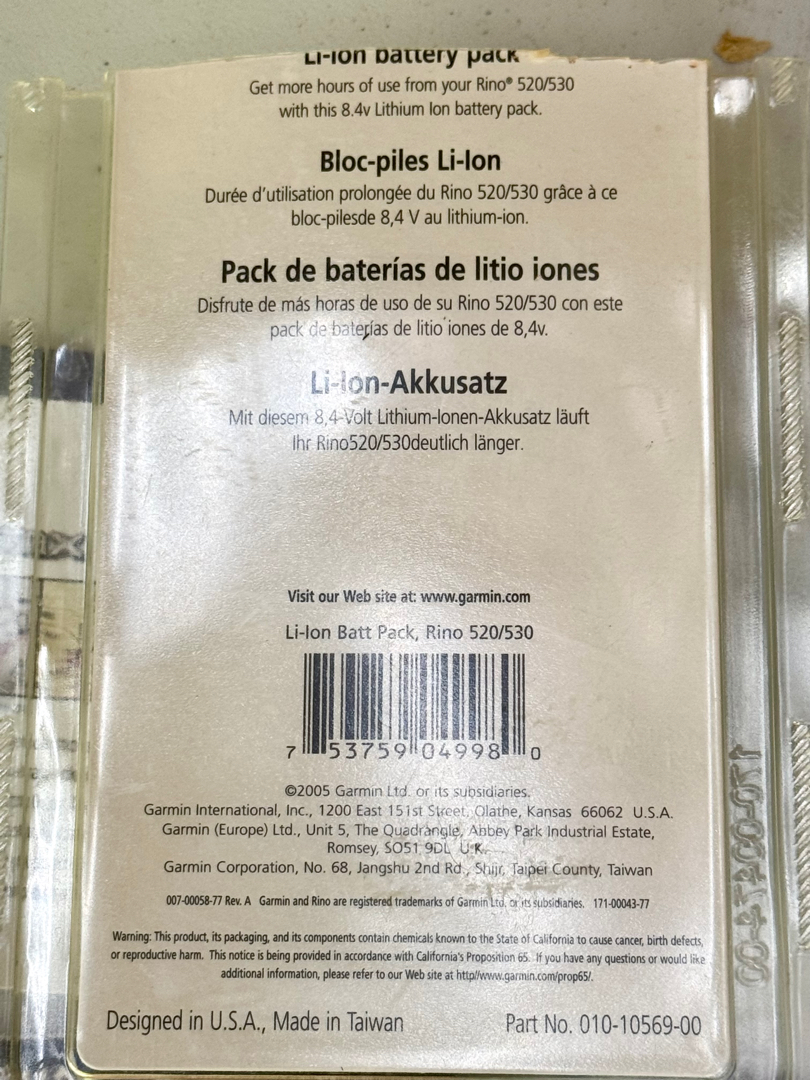 Li-Ion battery pack
Get more hours of use from your Rino® 520/530
with this 8.4v Lithium Ion battery pack.
Bloc-piles Li-Ion
Durée d'utilisation prolongée du Rino 520/530 grâce à ce
bloc-pilesde 8,4 V au lithium-ion.
Pack de baterías de litio iones
Disfrute de más horas de uso de su Rino 520/530 con este
pack de baterías de litio iones de 8,4v.
Li-Ion-Akkusatz
Mit diesem 8,4-Volt Lithium-Ionen-Akkusatz läuft
Ihr Rino520/530deutlich länger.
Visit our Web site at: www.garmin.com
Li-Ion Batt Pack, Rino 520/530
7 53759 04998 0
©2005 Garmin Ltd. or its subsidiaries.
Garmin International, Inc., 1200 East 151st Street, Olathe, Kansas 66062 U.S.A.
Garmin (Europe) Ltd., Unit 5, The Quadrangle, Abbey Park Industrial Estate,
Romsey, SO51 9DL U.K.
Garmin Corporation, No. 68, Jangshu 2nd Rd., Shijr, Taipei County, Taiwan
007-00058-77 Rev. A Garmin and Rino are registered trademarks of Garmin Ltd. or its subsidiaries. 171-00043-77
Warning: This product, its packaging, and its components contain chemicals known to the State of California to cause cancer, birth defects,
or reproductive harm. This notice is being provided in accordance with California's Proposition 65. If you have any questions or would like
additional information, please refer to our Web site at http//www.garmin.com/prop65/.
Designed in U.S.A., Made in Taiwan
Part No. 010-10569-00